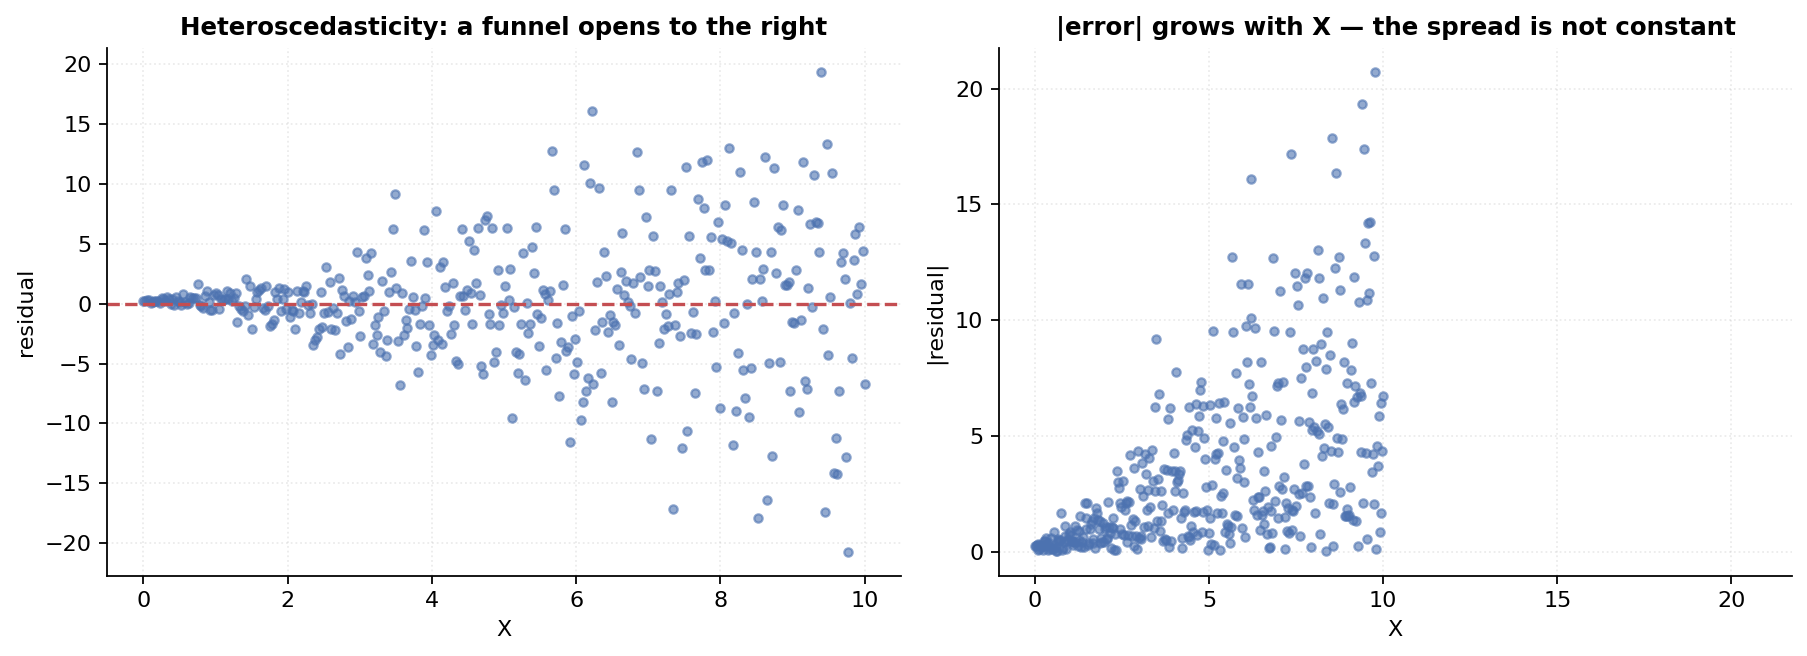 Heteroscedasticity: a funnel opens to the right
20
15
10
5
0
−5
−10
−15
−20
residual
0 2 4 6 8 10
X
|error| grows with X — the spread is not constant
20
15
10
5
0
|residual|
0 5 10 15 20
X